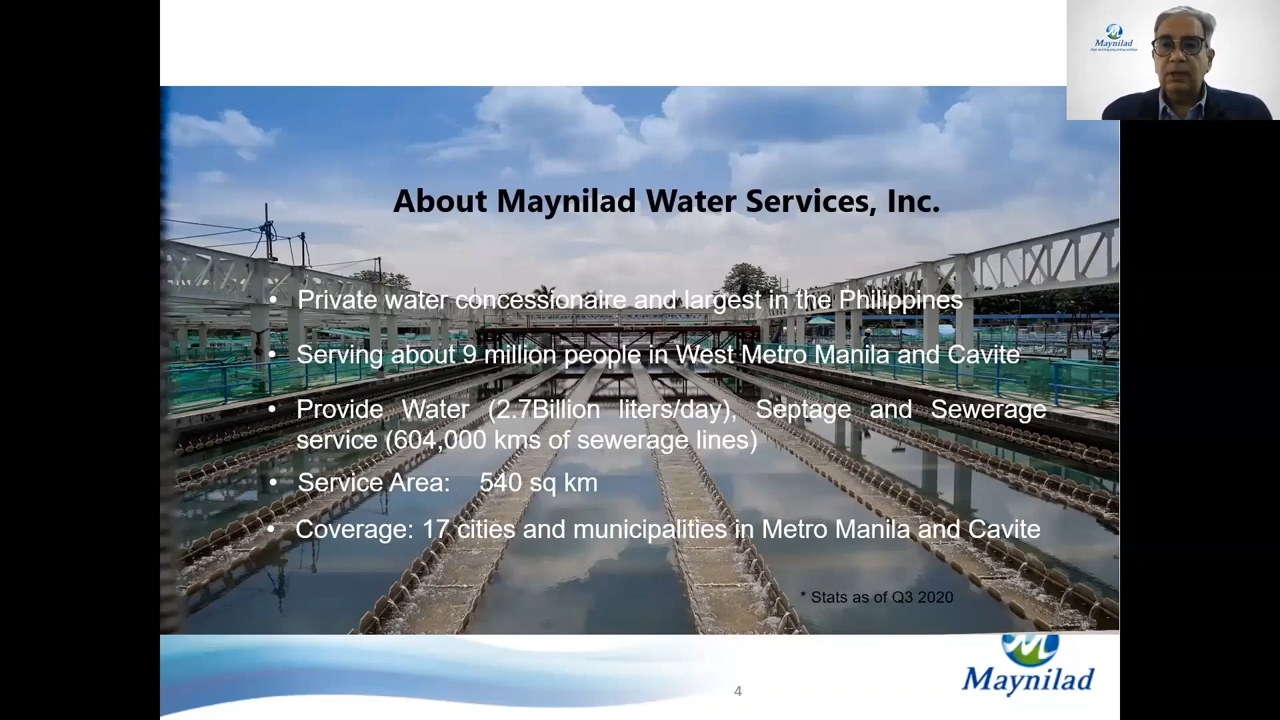 Maynilad
About Maynilad Water Services, Inc.
• Private water concessionaire and largest in the Philippines
• Serving about 9 million people in West Metro Manila and Cavite
• Provide Water (2.7Billion liters/day), Septage and Sewerage
service (604,000 kms of sewerage lines)
• Service Area: 540 sq km
• Coverage: 17 cities and municipalities in Metro Manila and Cavite
* Stats as of Q3 2020
Maynilad
4